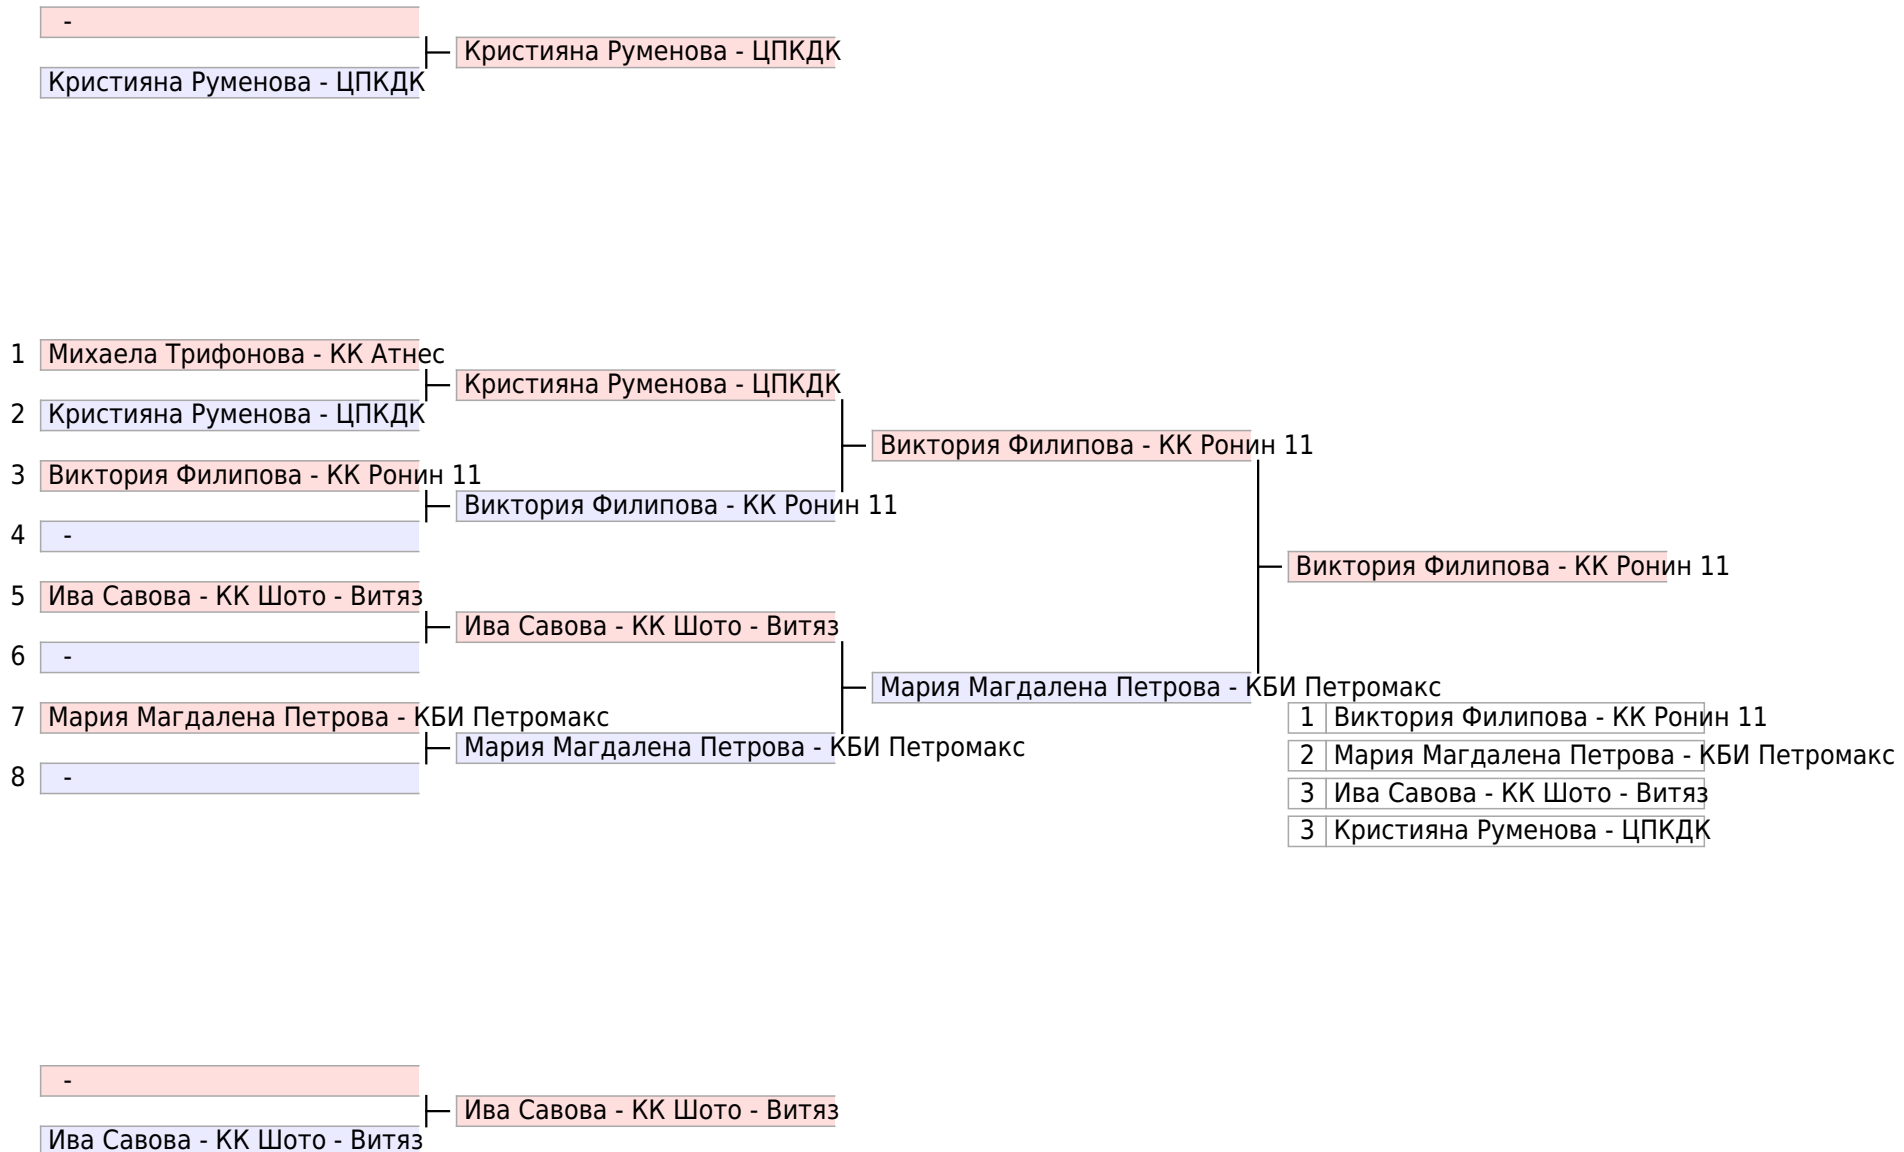 -
Кристияна Руменова - ЦПКДК
Кристияна Руменова - ЦПКДК
1 Михаела Трифонова - КК Атнес
Кристияна Руменова - ЦПКДК
2 Кристияна Руменова - ЦПКДК
Виктория Филипова - КК Ронин 11
3 Виктория Филипова - КК Ронин 11
Виктория Филипова - КК Ронин 11
4 -
Виктория Филипова - КК Ронин 11
5 Ива Савова - КК Шото - Витяз
Ива Савова - КК Шото - Витяз
6 -
Мария Магдалена Петрова - КБИ Петромакс
7 Мария Магдалена Петрова - КБИ Петромакс
1 Виктория Филипова - КК Ронин 11
Мария Магдалена Петрова - КБИ Петромакс
2 Мария Магдалена Петрова - КБИ Петромакс
8 -
3 Ива Савова - КК Шото - Витяз
3 Кристияна Руменова - ЦПКДК
-
Ива Савова - КК Шото - Витяз
Ива Савова - КК Шото - Витяз